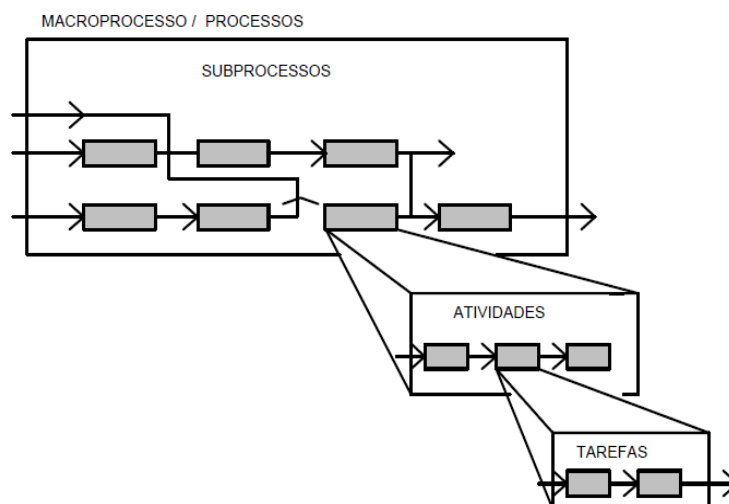 MACROPROCESSO / PROCESSOS
SUBPROCESSOS
ATIVIDADES
TAREFAS